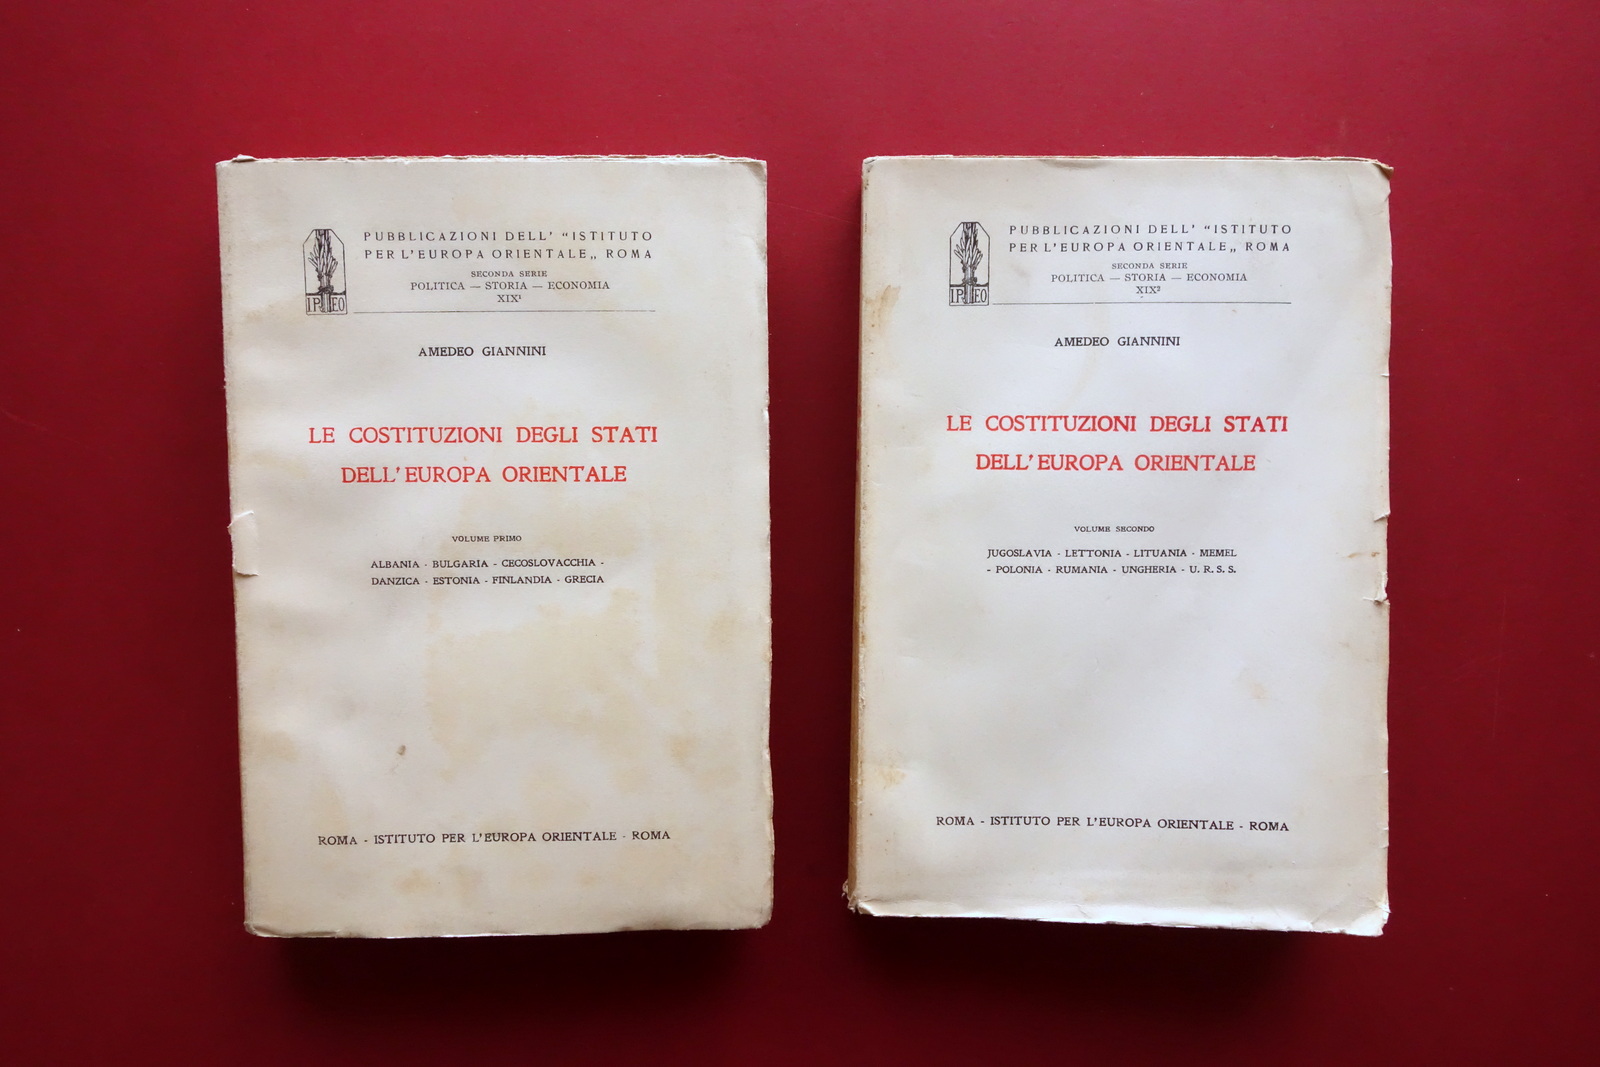 PUBBLICAZIONI DELL' "ISTITUTO
PER L'EUROPA ORIENTALE„ ROMA
SECONDA SERIE
POLITICA — STORIA — ECONOMIA
XIX¹
IPEO
AMEDEO GIANNINI
LE COSTITUZIONI DEGLI STATI
DELL'EUROPA ORIENTALE
VOLUME PRIMO
ALBANIA - BULGARIA - CECOSLOVACCHIA -
DANZICA - ESTONIA - FINLANDIA - GRECIA
ROMA - ISTITUTO PER L'EUROPA ORIENTALE - ROMA
PUBBLICAZIONI DELL' "ISTITUTO
PER L'EUROPA ORIENTALE„ ROMA
SECONDA SERIE
POLITICA — STORIA — ECONOMIA
XIX²
IPEO
AMEDEO GIANNINI
LE COSTITUZIONI DEGLI STATI
DELL'EUROPA ORIENTALE
VOLUME SECONDO
JUGOSLAVIA - LETTONIA - LITUANIA - MEMEL
- POLONIA - RUMANIA - UNGHERIA - U. R. S. S.
ROMA - ISTITUTO PER L'EUROPA ORIENTALE - ROMA